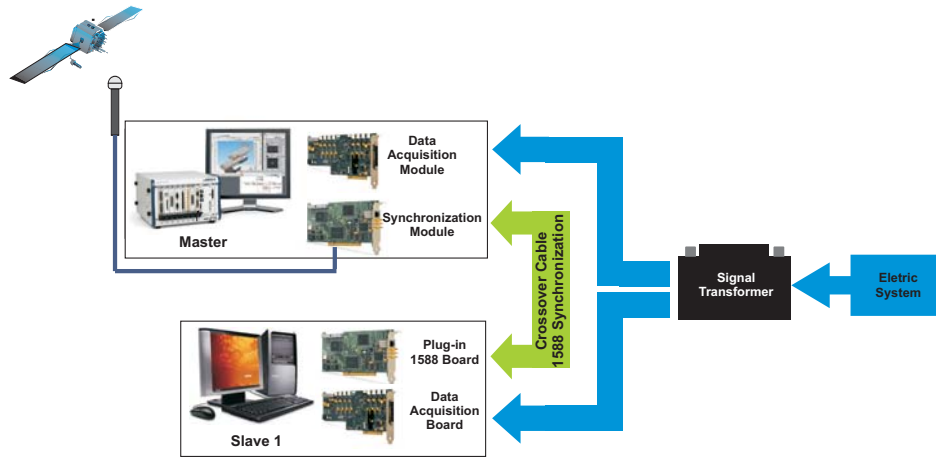 Data
Acquisition
Module
Synchronization
Module
Master
Crossover Cable
1588 Synchronization
Signal
Transformer
Eletric
System
Plug-in
1588 Board
Data
Acquisition
Board
Slave 1